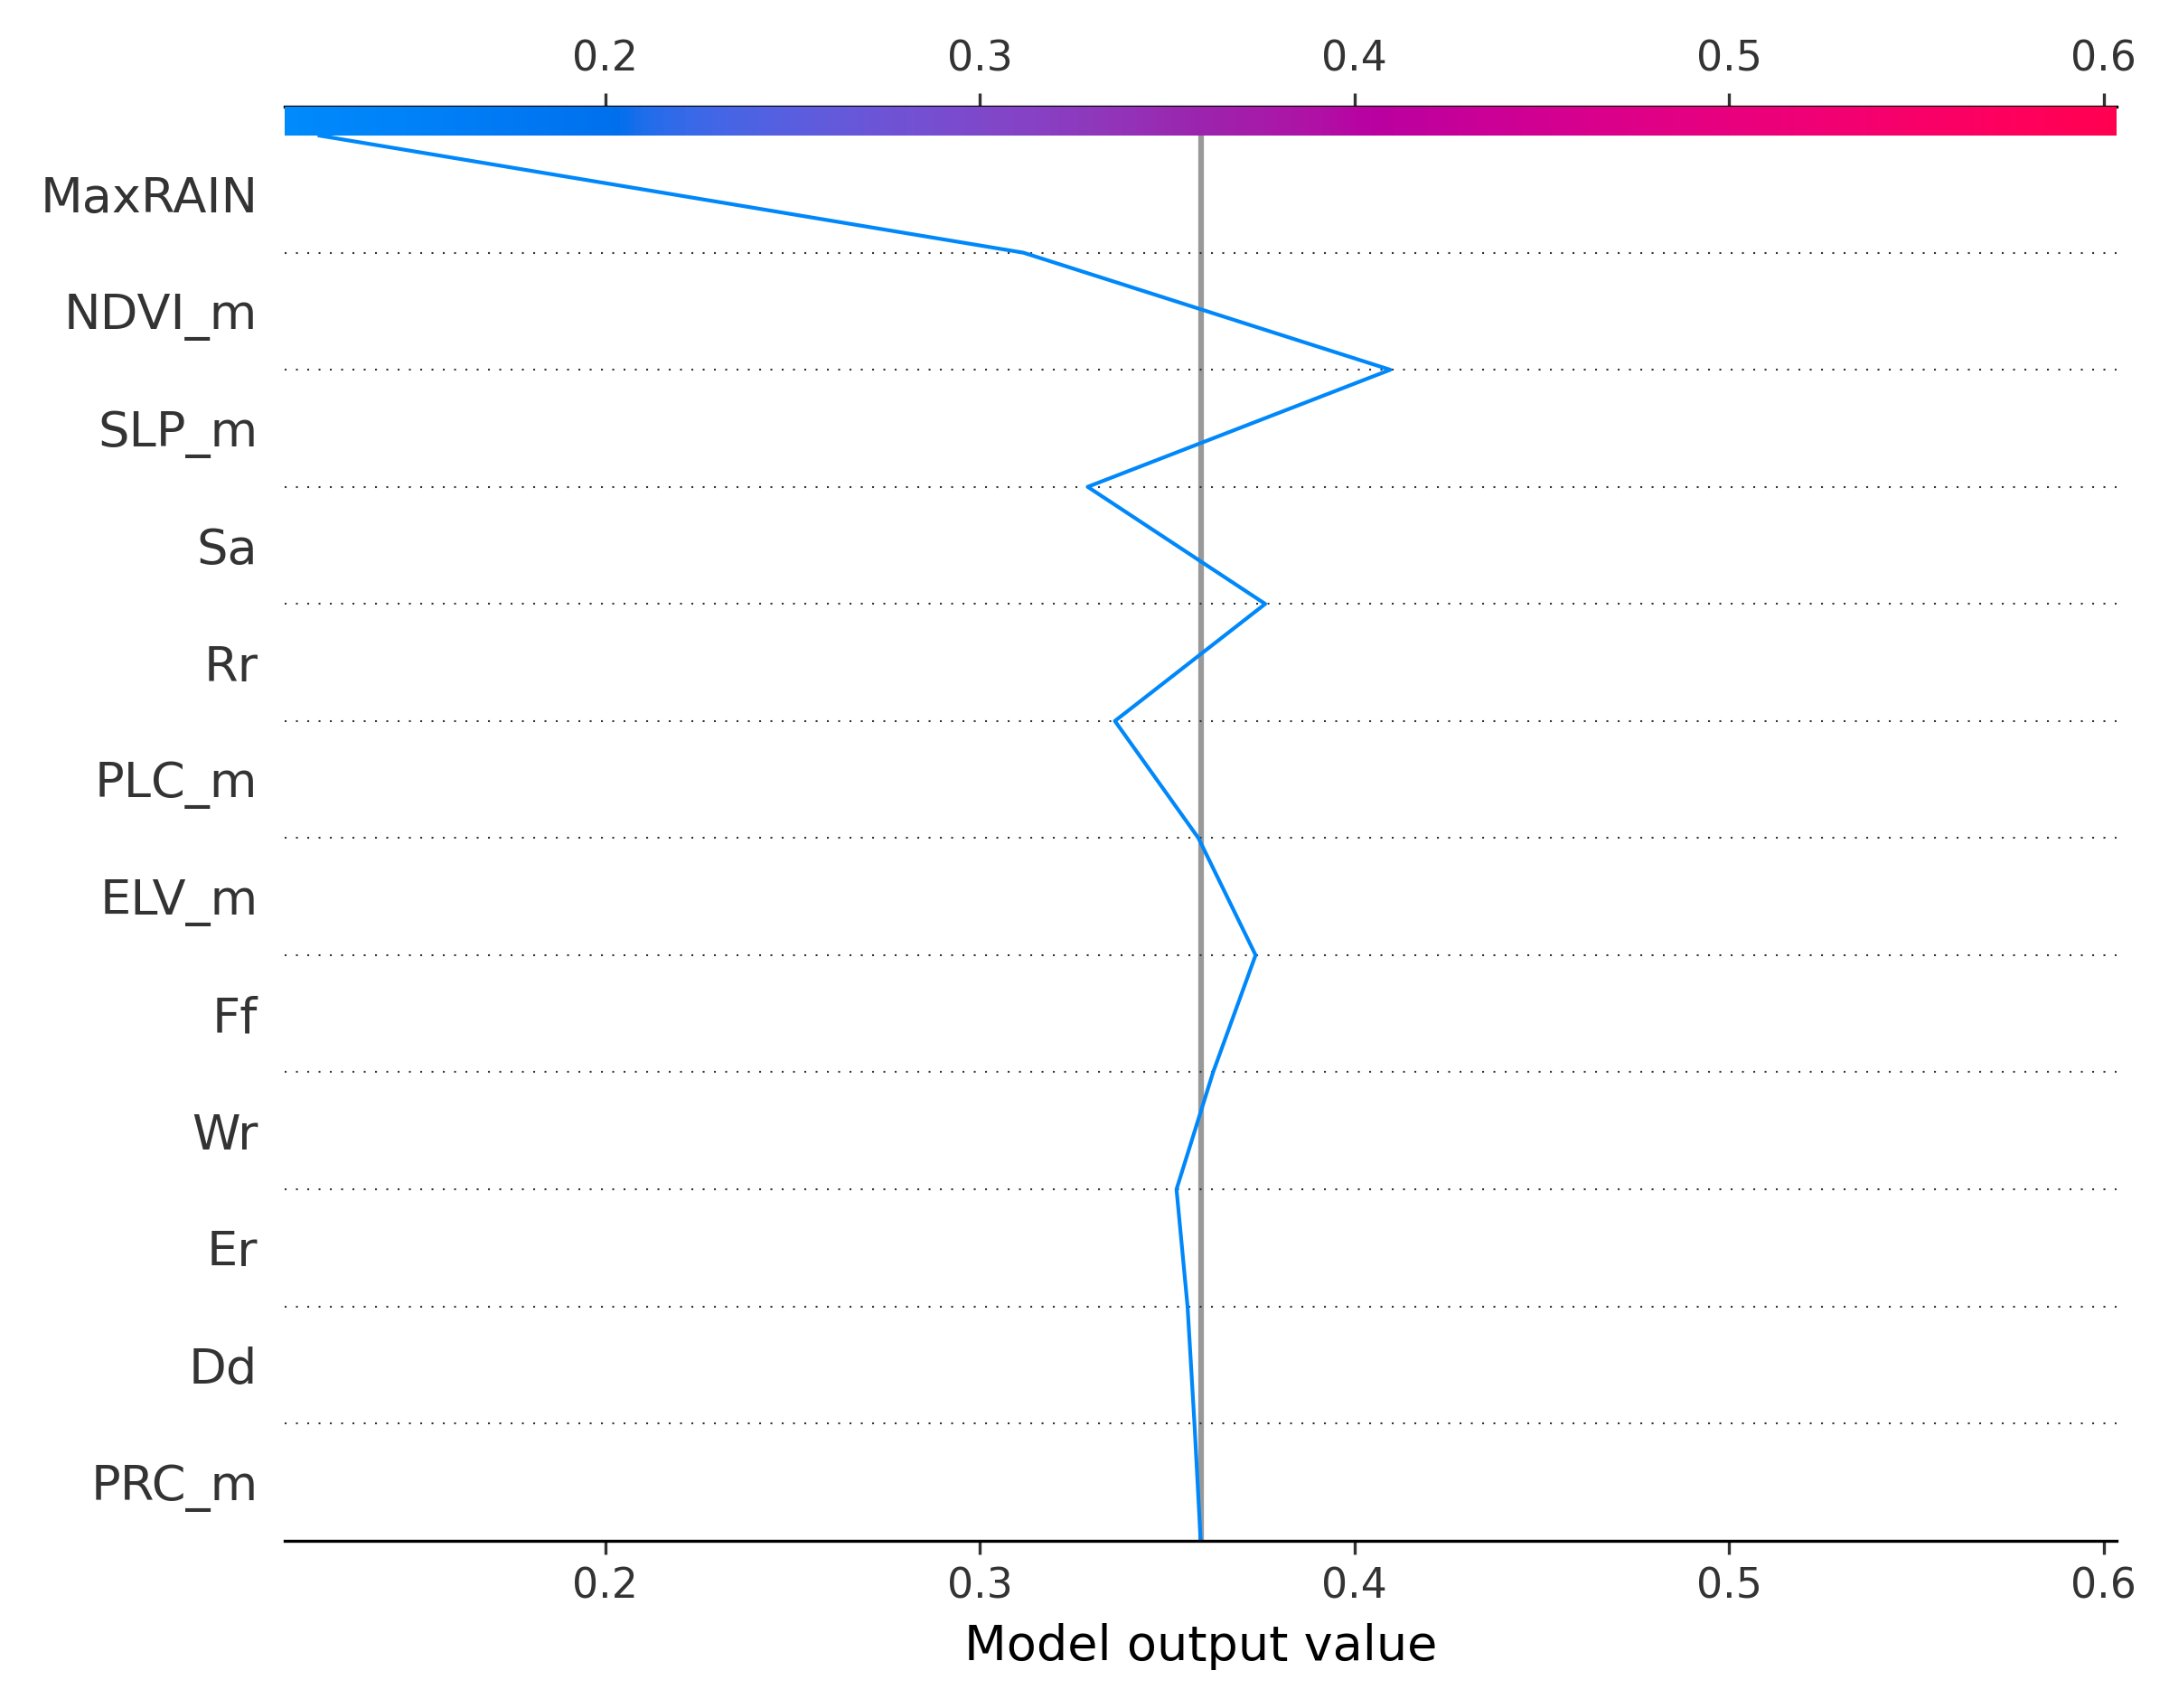 0.2 0.3 0.4 0.5 0.6
MaxRAIN
NDVI_m
SLP_m
Sa
Rr
PLC_m
ELV_m
Ff
Wr
Er
Dd
PRC_m
0.2 0.3 0.4 0.5 0.6
Model output value